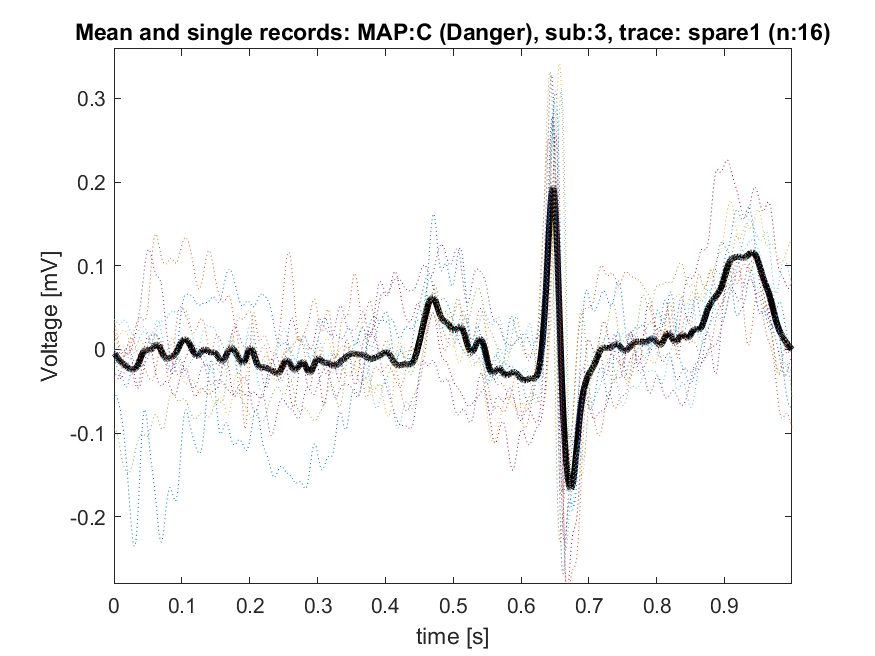 Mean and single records: MAP:C (Danger), sub:3, trace: spare1 (n:16)
Voltage [mV]
0.3
0.2
0.1
0
-0.1
-0.2
0 0.1 0.2 0.3 0.4 0.5 0.6 0.7 0.8 0.9
time [s]